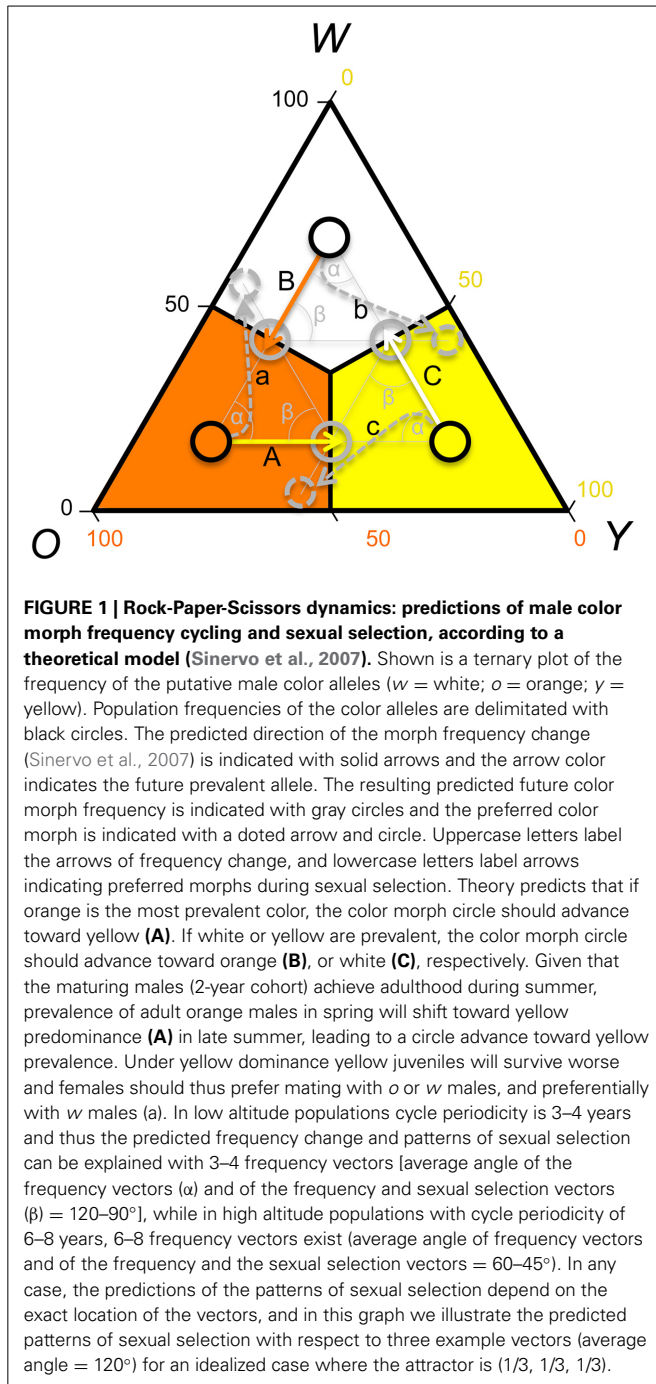 W
0
100
50
50
B
α
β
b
a
C
α
β
β
c
α
A
0
100
O
100
50
0
Y
FIGURE 1 | Rock-Paper-Scissors dynamics: predictions of male color
morph frequency cycling and sexual selection, according to a
theoretical model (Sinervo et al., 2007). Shown is a ternary plot of the
frequency of the putative male color alleles (w = white; o = orange; y =
yellow). Population frequencies of the color alleles are delimitated with
black circles. The predicted direction of the morph frequency change
(Sinervo et al., 2007) is indicated with solid arrows and the arrow color
indicates the future prevalent allele. The resulting predicted future color
morph frequency is indicated with gray circles and the preferred color
morph is indicated with a doted arrow and circle. Uppercase letters label
the arrows of frequency change, and lowercase letters label arrows
indicating preferred morphs during sexual selection. Theory predicts that if
orange is the most prevalent color, the color morph circle should advance
toward yellow (A). If white or yellow are prevalent, the color morph circle
should advance toward orange (B), or white (C), respectively. Given that
the maturing males (2-year cohort) achieve adulthood during summer,
prevalence of adult orange males in spring will shift toward yellow
predominance (A) in late summer, leading to a circle advance toward yellow
prevalence. Under yellow dominance yellow juveniles will survive worse
and females should thus prefer mating with o or w males, and preferentially
with w males (a). In low altitude populations cycle periodicity is 3–4 years
and thus the predicted frequency change and patterns of sexual selection
can be explained with 3–4 frequency vectors [average angle of the
frequency vectors (α) and of the frequency and sexual selection vectors
(β) = 120–90°], while in high altitude populations with cycle periodicity of
6–8 years, 6–8 frequency vectors exist (average angle of frequency vectors
and of the frequency and the sexual selection vectors = 60–45°). In any
case, the predictions of the patterns of sexual selection depend on the
exact location of the vectors, and in this graph we illustrate the predicted
patterns of sexual selection with respect to three example vectors (average
angle = 120°) for an idealized case where the attractor is (1/3, 1/3, 1/3).